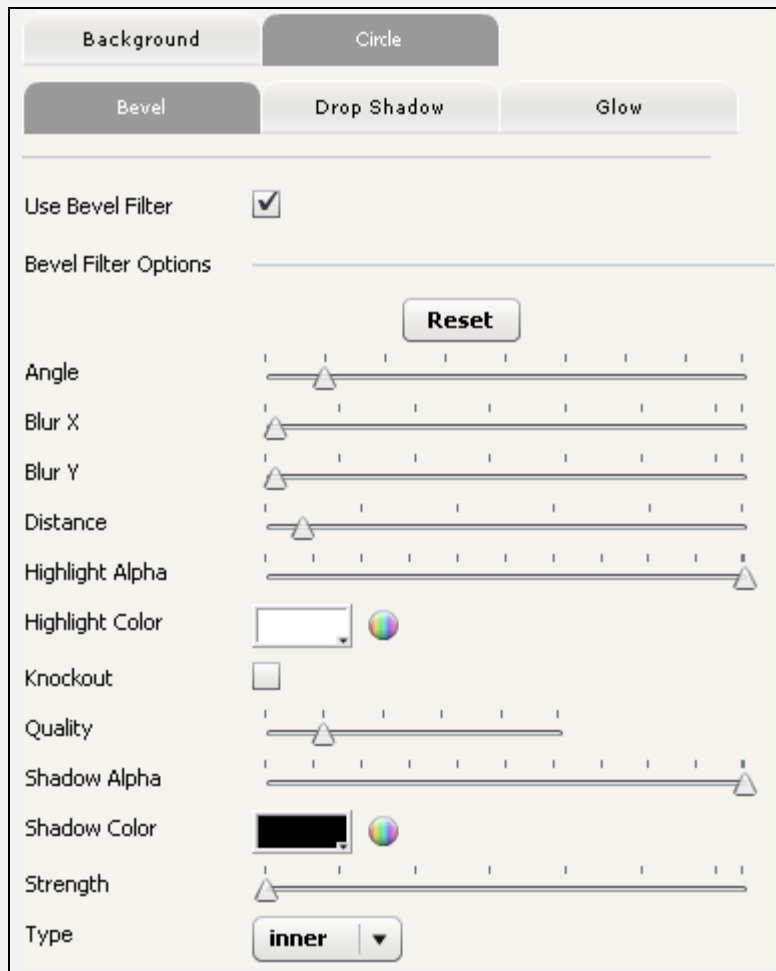 Background Circle
Bevel Drop Shadow Glow
Use Bevel Filter
Bevel Filter Options
Reset
Angle
Blur X
Blur Y
Distance
Highlight Alpha
Highlight Color
Knockout
Quality
Shadow Alpha
Shadow Color
Strength
Type inner